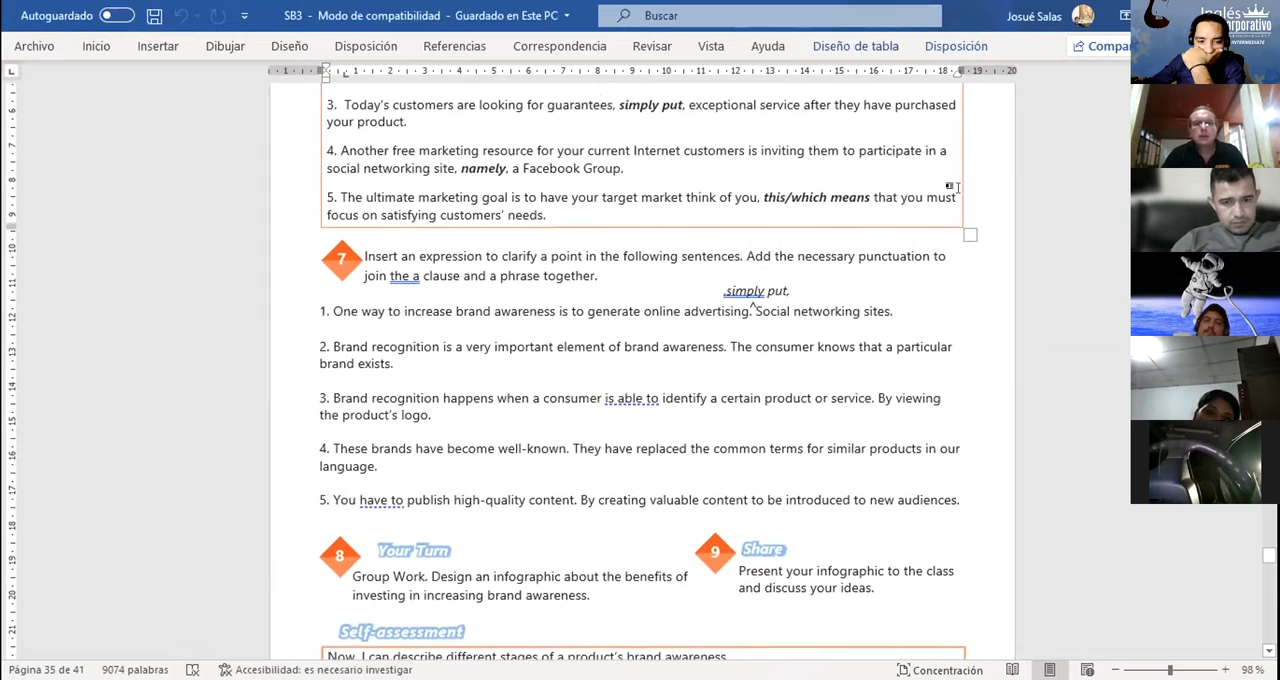 Autoguardado
SB3 - Modo de compatibilidad - Guardado en Este PC
Buscar
Josué Salas
Archivo Inicio Insertar Dibujar Diseño Disposición Referencias Correspondencia Revisar Vista Ayuda Diseño de tabla Disposición
3. Today's customers are looking for guarantees, simply put, exceptional service after they have purchased
your product.
4. Another free marketing resource for your current Internet customers is inviting them to participate in a
social networking site, namely, a Facebook Group.
5. The ultimate marketing goal is to have your target market think of you, this/which means that you must
focus on satisfying customers' needs.
7 Insert an expression to clarify a point in the following sentences. Add the necessary punctuation to
join the a clause and a phrase together.
,simply put,
1. One way to increase brand awareness is to generate online advertising.^Social networking sites.
2. Brand recognition is a very important element of brand awareness. The consumer knows that a particular
brand exists.
3. Brand recognition happens when a consumer is able to identify a certain product or service. By viewing
the product's logo.
4. These brands have become well-known. They have replaced the common terms for similar products in our
language.
5. You have to publish high-quality content. By creating valuable content to be introduced to new audiences.
8 Your Turn
Group Work. Design an infographic about the benefits of
investing in increasing brand awareness.
9 Share
Present your infographic to the class
and discuss your ideas.
Self-assessment
Now, I can describe different stages of a product's brand awareness.
Página 35 de 41 9074 palabras Accesibilidad: es necesario investigar Concentración 98 %